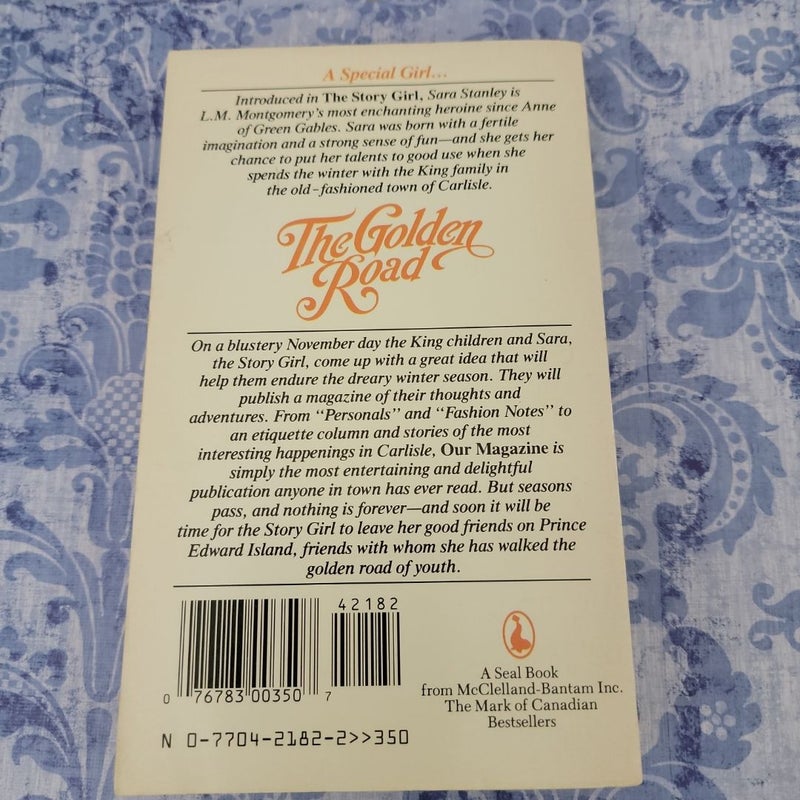 A Special Girl...
Introduced in The Story Girl, Sara Stanley is
L.M. Montgomery's most enchanting heroine since Anne
of Green Gables. Sara was born with a fertile
imagination and a strong sense of fun—and she gets her
chance to put her talents to good use when she
spends the winter with the King family in
the old-fashioned town of Carlisle.
The Golden
Road
On a blustery November day the King children and Sara,
the Story Girl, come up with a great idea that will
help them endure the dreary winter season. They will
publish a magazine of their thoughts and
adventures. From “Personals” and “Fashion Notes” to
an etiquette column and stories of the most
interesting happenings in Carlisle, Our Magazine is
simply the most entertaining and delightful
publication anyone in town has ever read. But seasons
pass, and nothing is forever—and soon it will be
time for the Story Girl to leave her good friends on Prince
Edward Island, friends with whom she has walked the
golden road of youth.
42182
0 76783 00350 7
N 0-7704-2182-2>>350
A Seal Book
from McClelland-Bantam Inc.
The Mark of Canadian
Bestsellers